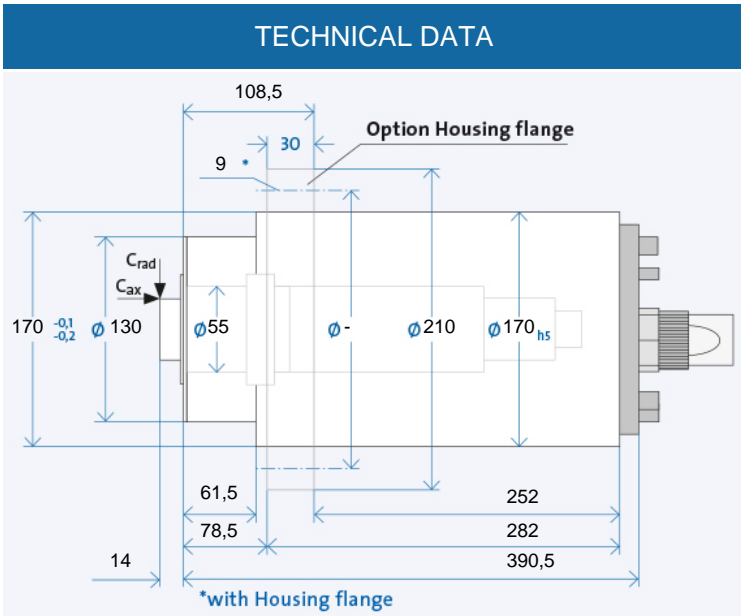 TECHNICAL DATA
108,5
30
Option Housing flange
9 *
Crad
Cax
170 -0,1 -0,2
Ø 130
Ø55
Ø -
Ø210
Ø170 h5
61,5
252
78,5
282
14
390,5
*with Housing flange